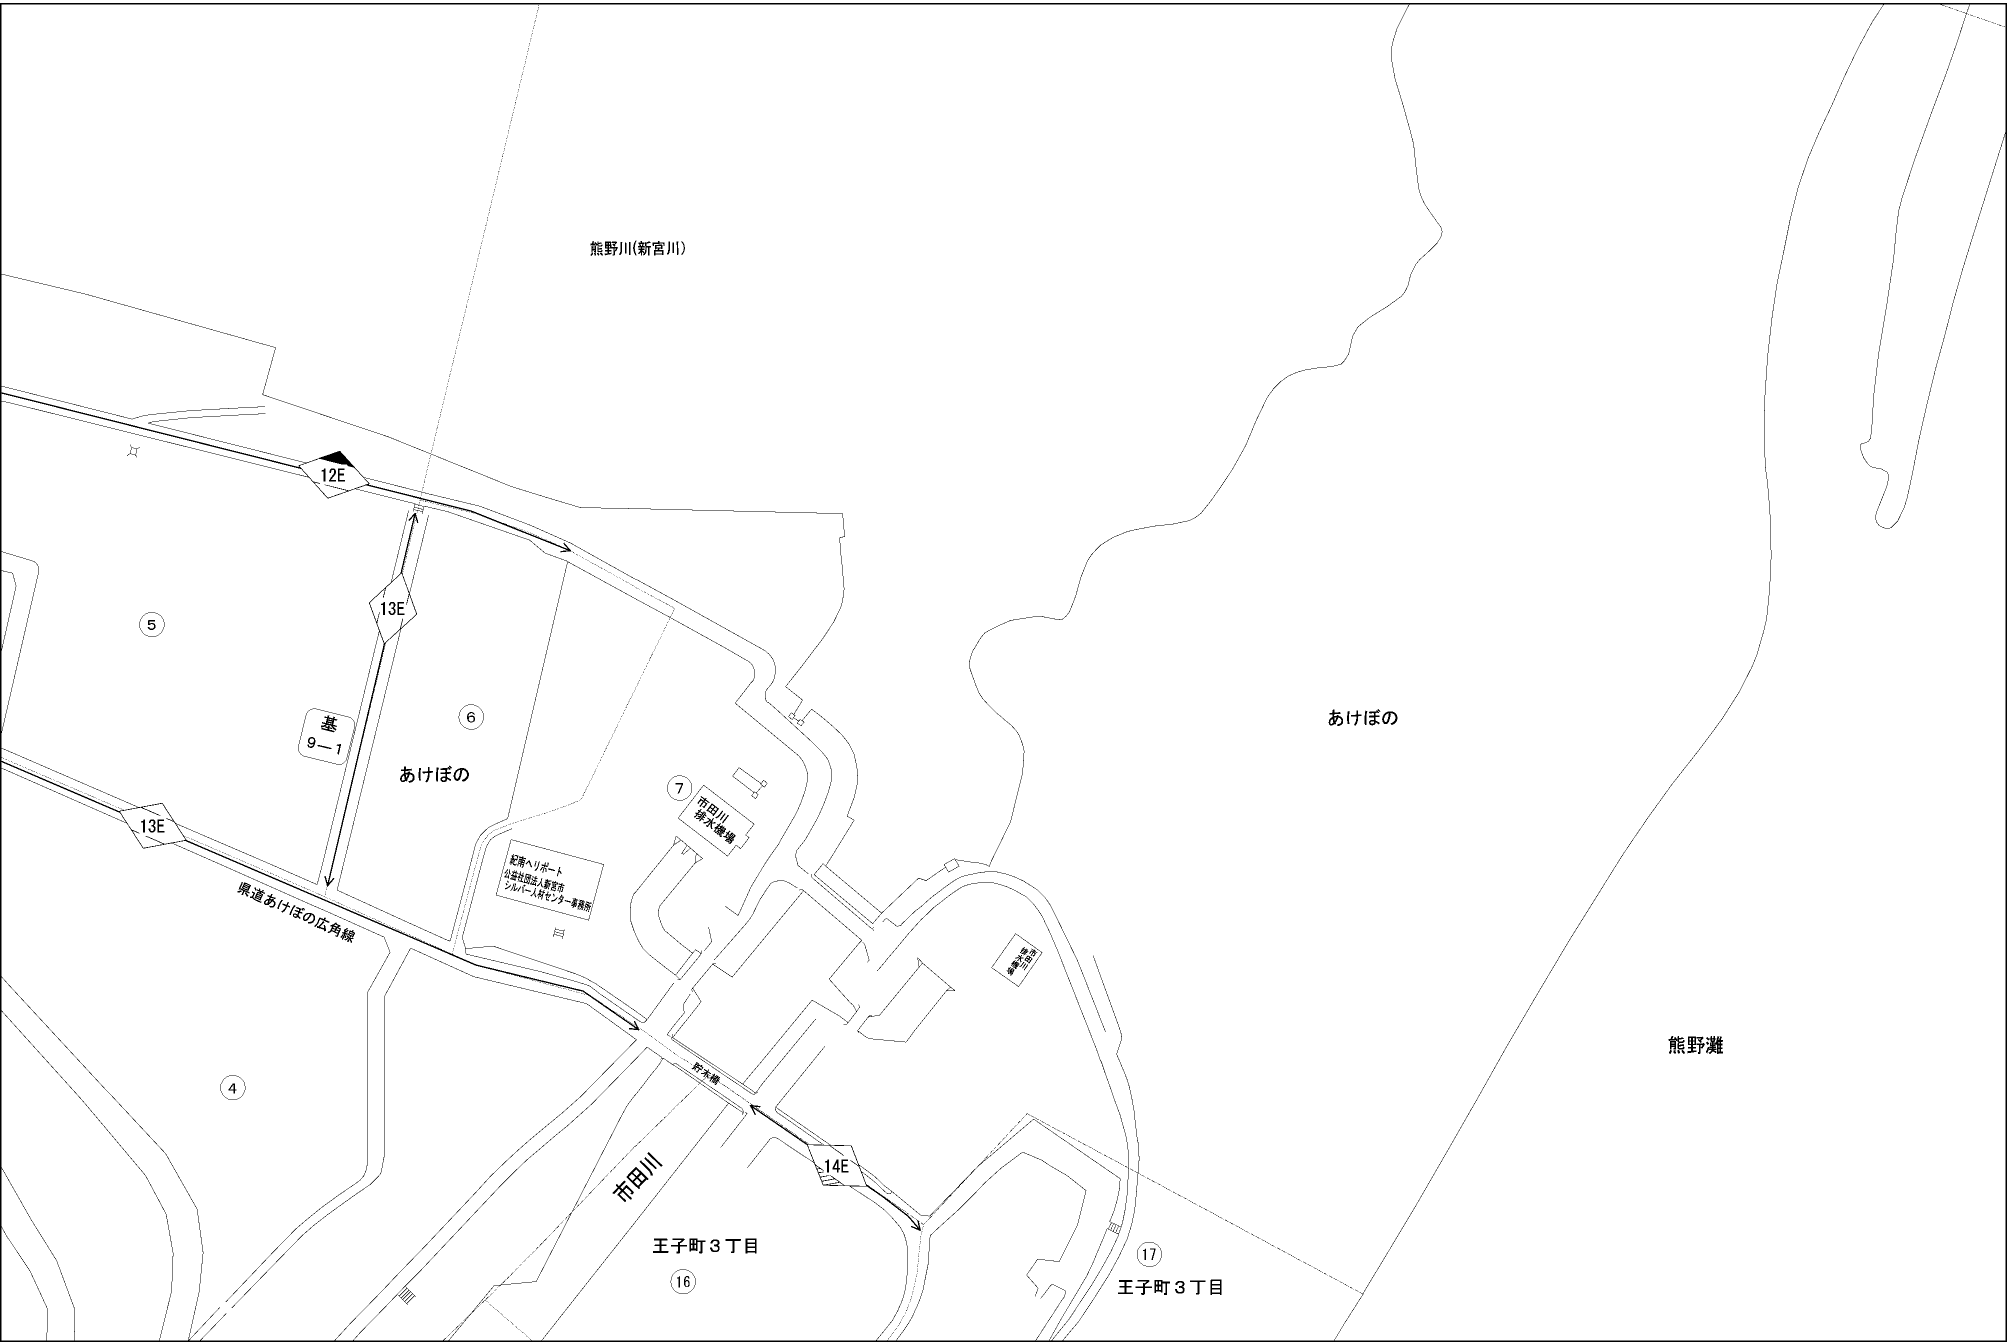 熊野川(新宮川)
12E
13E
⑤
基
9―1
⑥
あけぼの
あけぼの
⑦
市田川
排水機場
13E
紀南ヘリポート
公益社団法人新宮市
シルバー人材センター事務所
県道あけぼの広角線
市田川
排水機場
熊野灘
貯木橋
④
14E
市田川
王子町3丁目
⑯
⑰
王子町3丁目